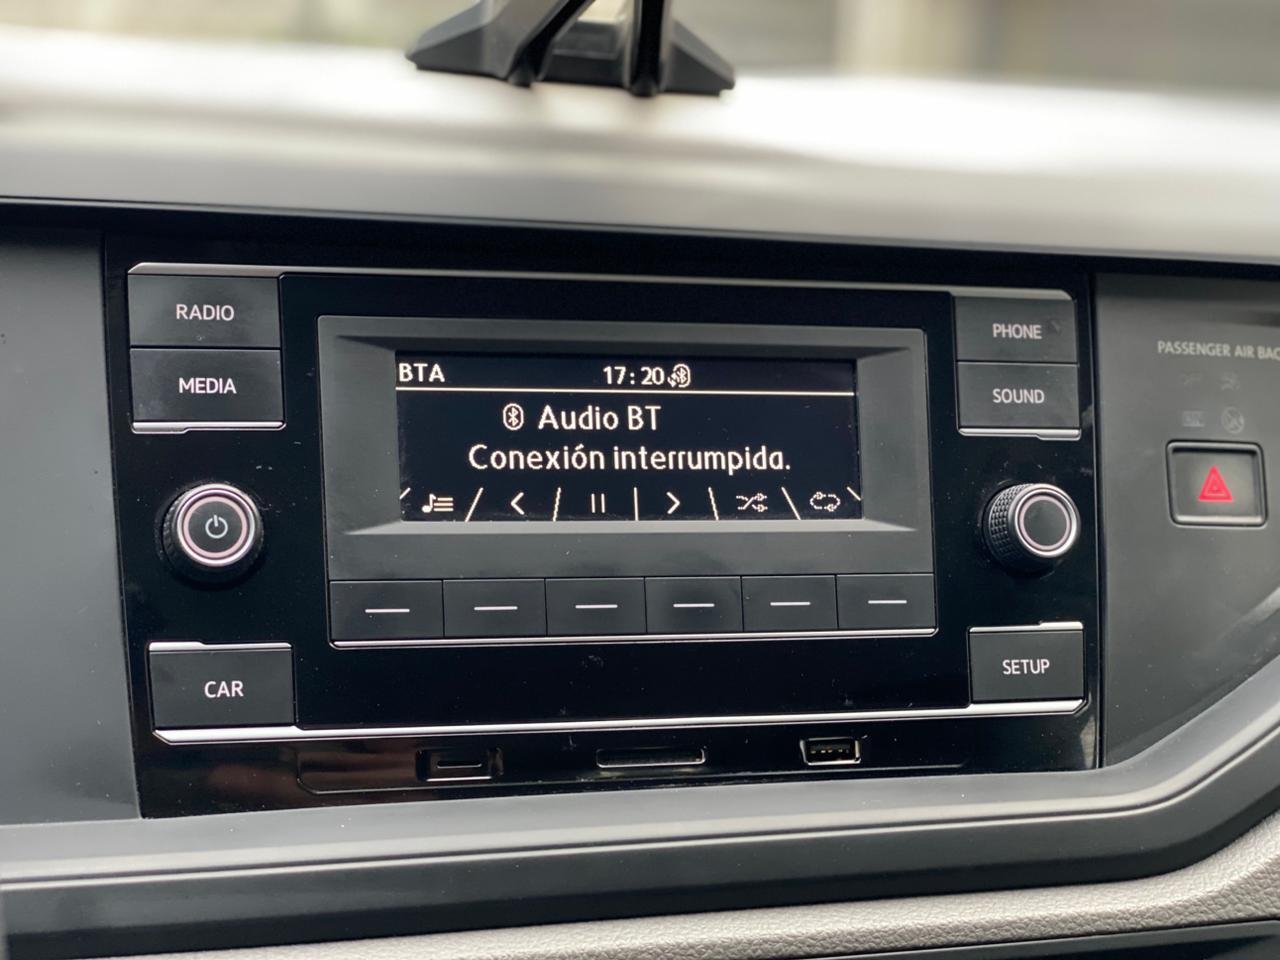 RADIO
MEDIA
PHONE
SOUND
PASSENGER AIR BAG
BTA 17:20
Audio BT
Conexión interrumpida.
CAR
SETUP